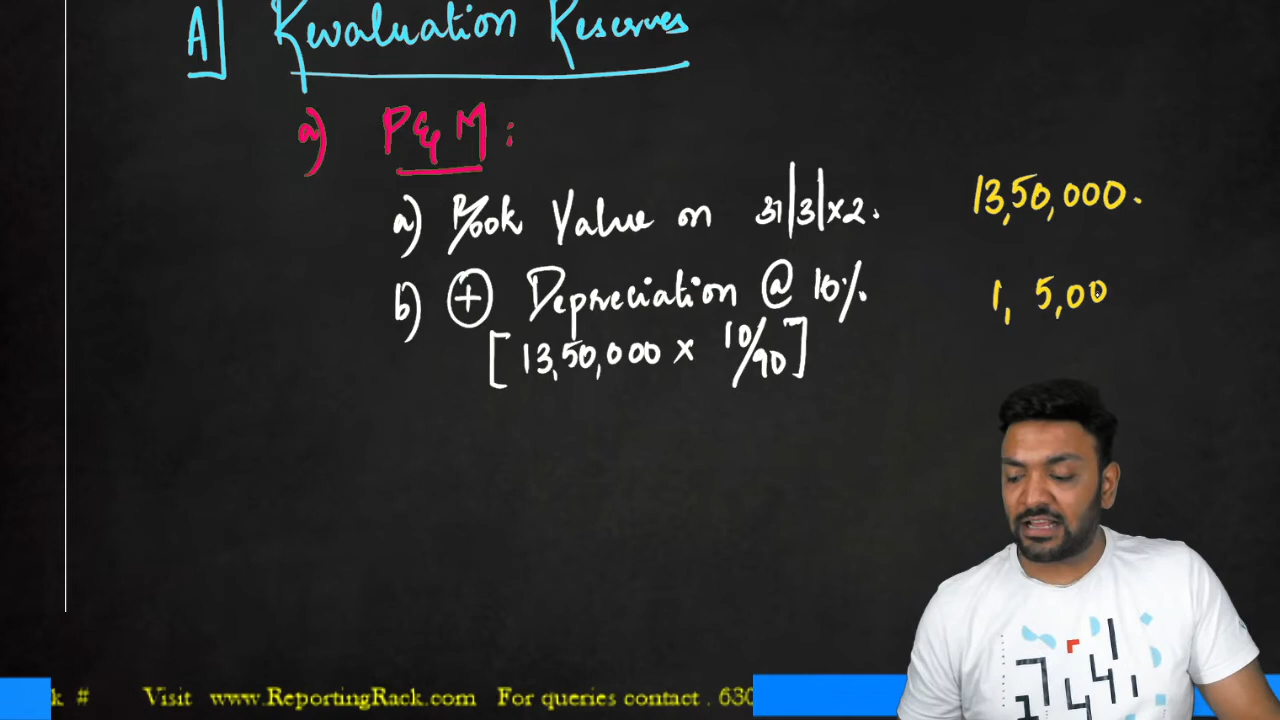 A] Revaluation Reserves
a) P&M :
a) Book Value on 31|3|x2. 13,50,000.
b) (+) Depreciation @ 10% 1, 5,00
[13,50,000 x 10/90]
k # Visit www.ReportingRack.com For queries contact . 630